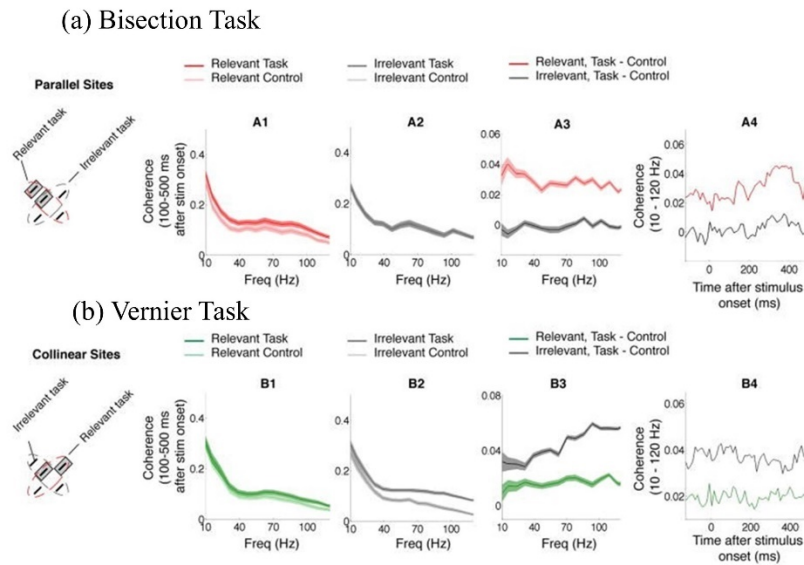 (a) Bisection Task
Relevant Task
Relevant Control
Irrelevant Task
Irrelevant Control
Relevant, Task - Control
Irrelevant, Task - Control
Parallel Sites
Relevant task
Irrelevant task
A1
Coherence
(100-500 ms
after stim onset)
0.4
0.2
0
10 40 70 100
Freq (Hz)
A2
0.4
0.2
0
10 40 70 100
Freq (Hz)
A3
0.06
0.04
0.02
0
10 40 70 100
Freq (Hz)
A4
Coherence
(10 - 120 Hz)
0.06
0.04
0.02
0
0 200 400
Time after stimulus
onset (ms)
(b) Vernier Task
Relevant Task
Relevant Control
Irrelevant Task
Irrelevant Control
Relevant, Task - Control
Irrelevant, Task - Control
Collinear Sites
Irrelevant task
Relevant task
B1
Coherence
(100-500 ms
after stim onset)
0.4
0.2
0
10 40 70 100
Freq (Hz)
B2
0.4
0.2
0
10 40 70 100
Freq (Hz)
B3
0.08
0.04
0
10 40 70 100
Freq (Hz)
B4
Coherence
(10 - 120 Hz)
0.06
0.04
0.02
0 200 400
Time after stimulus
onset (ms)